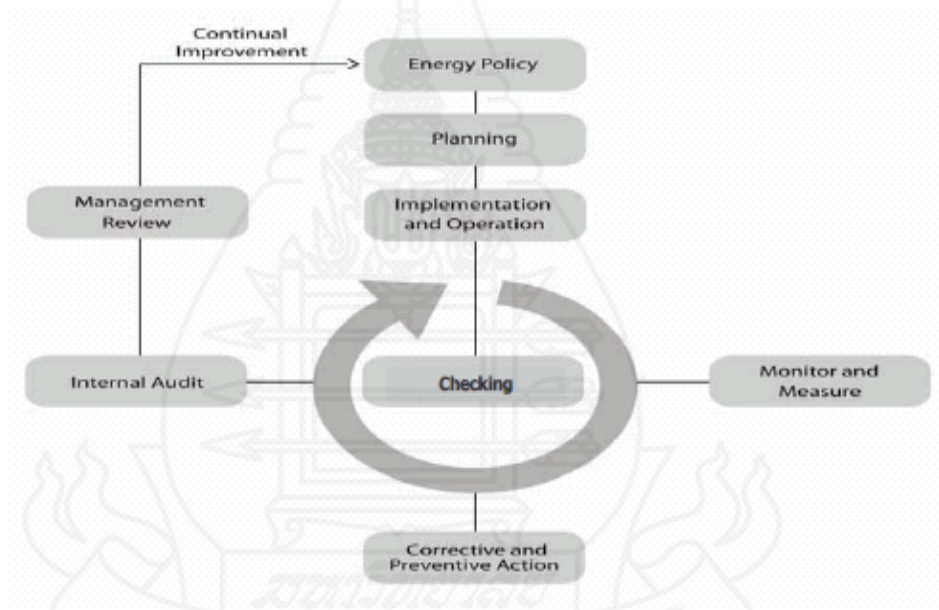 Continual
Improvement
Energy Policy
Planning
Management
Review
Implementation
and Operation
Internal Audit
Checking
Monitor and
Measure
Corrective and
Preventive Action